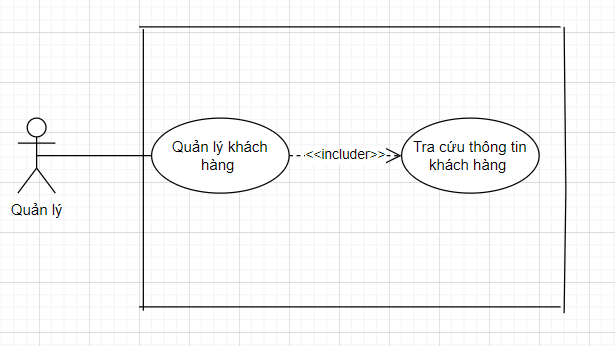 Quản lý khách
hàng
<<includer>>
Tra cứu thông tin
khách hàng
Quản lý